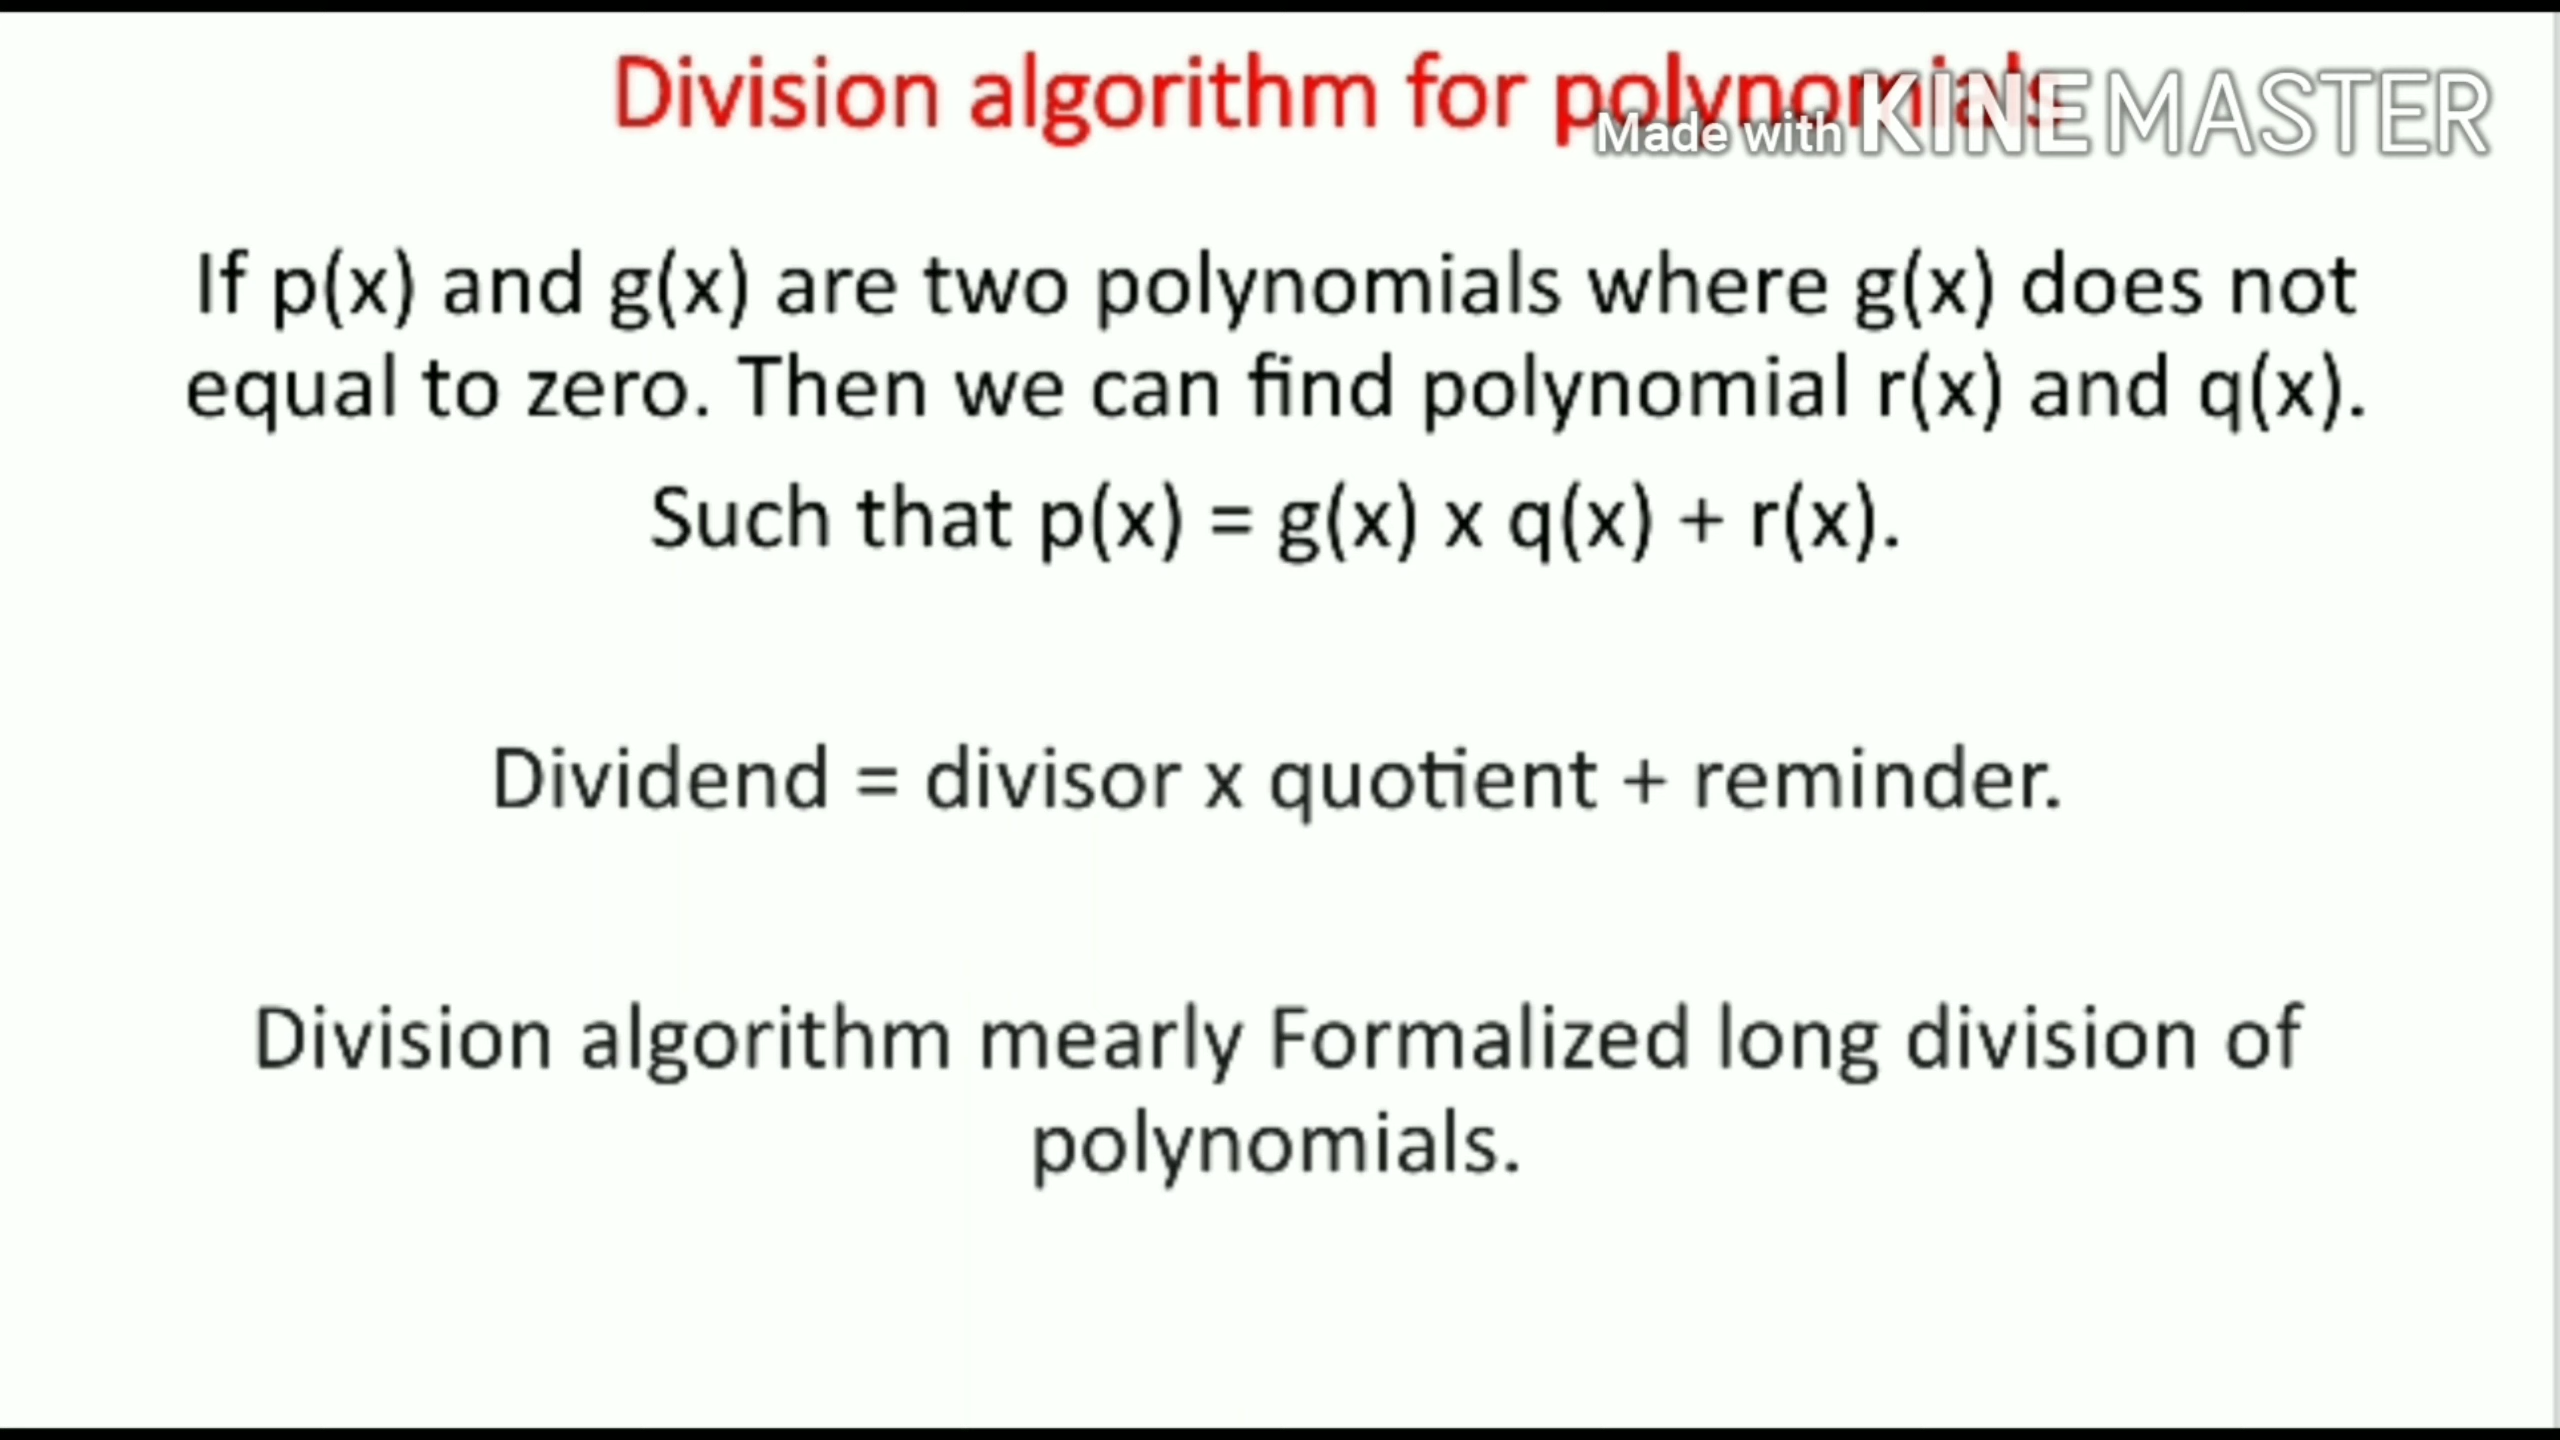 Division algorithm for polynomials
Made with KINEMASTER
If p(x) and g(x) are two polynomials where g(x) does not
equal to zero. Then we can find polynomial r(x) and q(x).
Such that p(x) = g(x) x q(x) + r(x).
Dividend = divisor x quotient + reminder.
Division algorithm mearly Formalized long division of
polynomials.